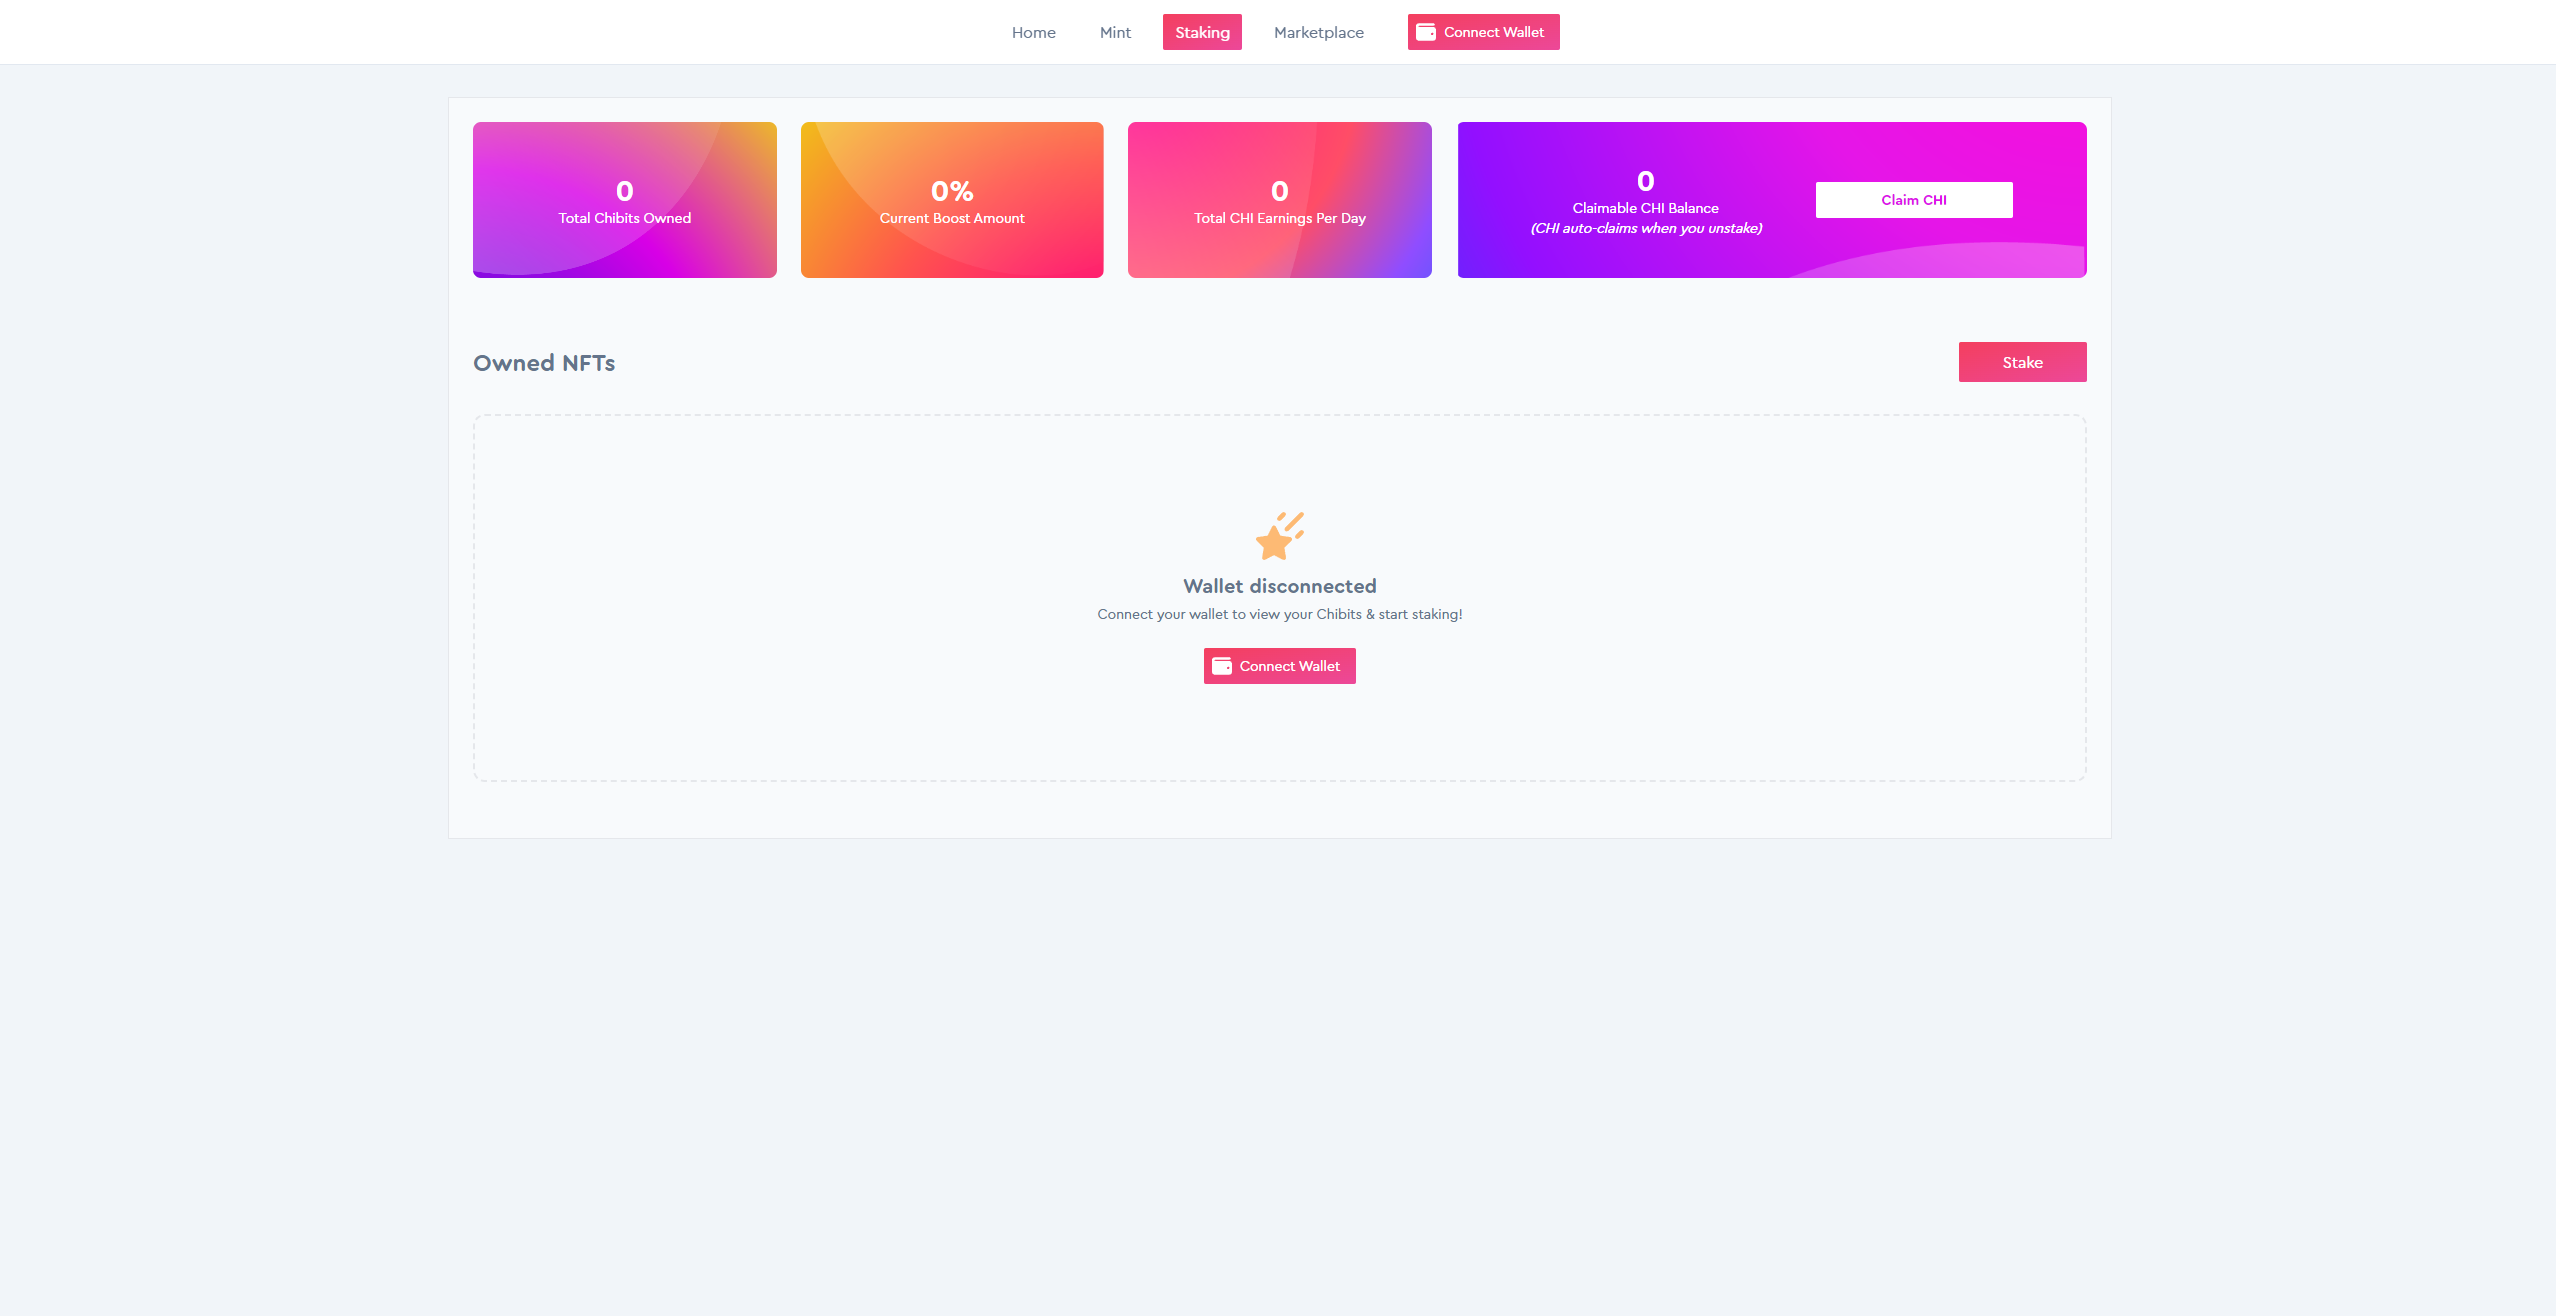 Home
Mint
Staking
Marketplace
Connect Wallet
0
Total Chibits Owned
0%
Current Boost Amount
0
Total CHI Earnings Per Day
0
Claimable CHI Balance
(CHI auto-claims when you unstake)
Claim CHI
Owned NFTs
Stake
Wallet disconnected
Connect your wallet to view your Chibits & start staking!
Connect Wallet